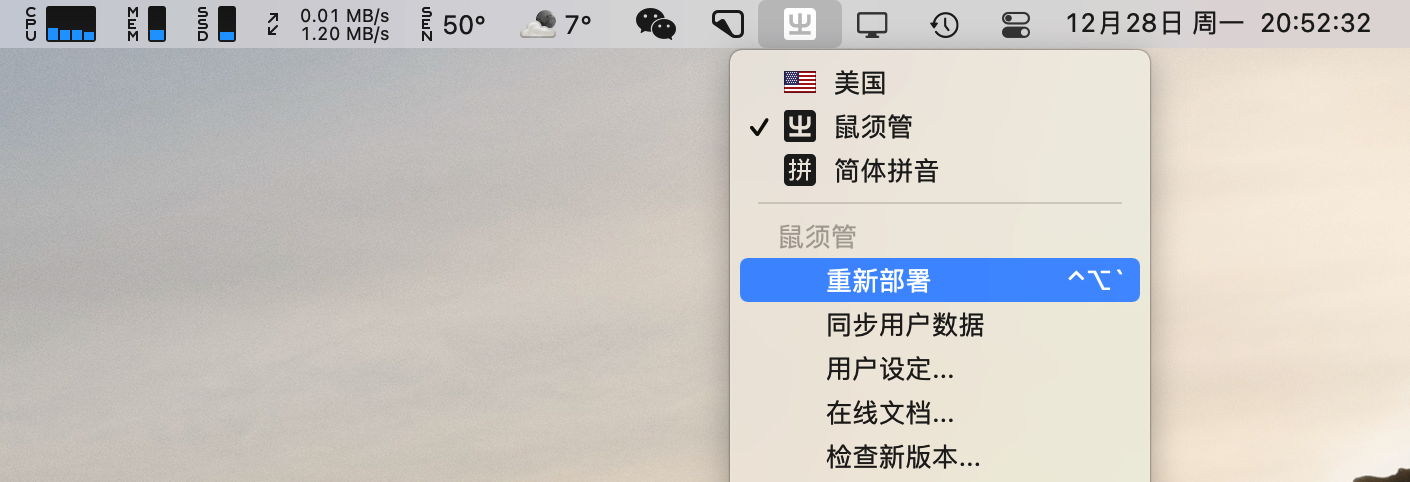 CPU MEM SSD 0.01 MB/s 1.20 MB/s SEN 50° 7° 12月28日 周一 20:52:32
美国
鼠须管
拼 简体拼音
鼠须管
重新部署 ^⌥`
同步用户数据
用户设定...
在线文档...
检查新版本...